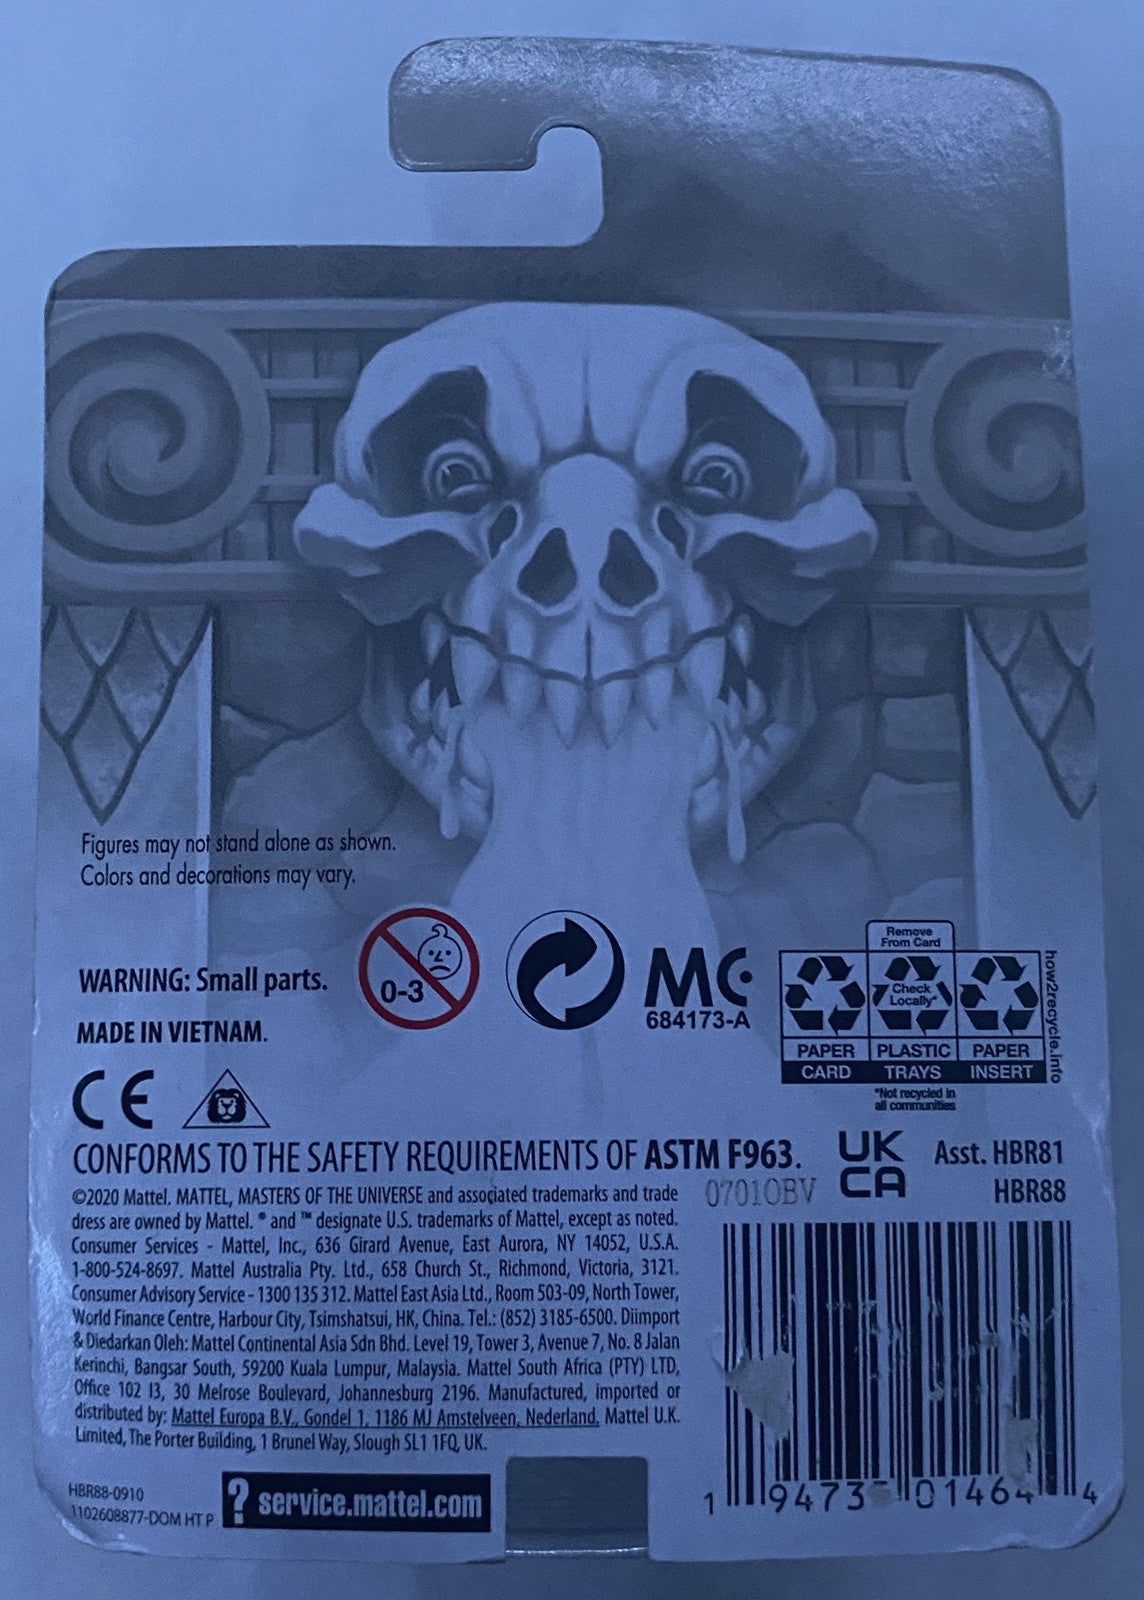 Figures may not stand alone as shown.
Colors and decorations may vary.
WARNING: Small parts.
0-3
MADE IN VIETNAM.
MC
684173-A
Remove
From Card
Check
Locally*
PAPER PLASTIC PAPER
CARD TRAYS INSERT
*Not recycled in
all communities
how2recycle.info
CE
CONFORMS TO THE SAFETY REQUIREMENTS OF ASTM F963.
UK
CA
Asst. HBR81
HBR88
07010BV
©2020 Mattel. MATTEL, MASTERS OF THE UNIVERSE and associated trademarks and trade
dress are owned by Mattel. ® and ™ designate U.S. trademarks of Mattel, except as noted.
Consumer Services - Mattel, Inc., 636 Girard Avenue, East Aurora, NY 14052, U.S.A.
1-800-524-8697. Mattel Australia Pty. Ltd., 658 Church St., Richmond, Victoria, 3121.
Consumer Advisory Service - 1300 135 312. Mattel East Asia Ltd., Room 503-09, North Tower,
World Finance Centre, Harbour City, Tsimshatsui, HK, China. Tel.: (852) 3185-6500. Diimport
& Diedarkan Oleh: Mattel Continental Asia Sdn Bhd. Level 19, Tower 3, Avenue 7, No. 8 Jalan
Kerinchi, Bangsar South, 59200 Kuala Lumpur, Malaysia. Mattel South Africa (PTY) LTD,
Office 102 I3, 30 Melrose Boulevard, Johannesburg 2196. Manufactured, imported or
distributed by: Mattel Europa B.V., Gondel 1, 1186 MJ Amstelveen, Nederland. Mattel U.K.
Limited, The Porter Building, 1 Brunel Way, Slough SL1 1FQ, UK.
HBR88-0910
1102608877-DOM HT P
? service.mattel.com
1 9473 01464 4